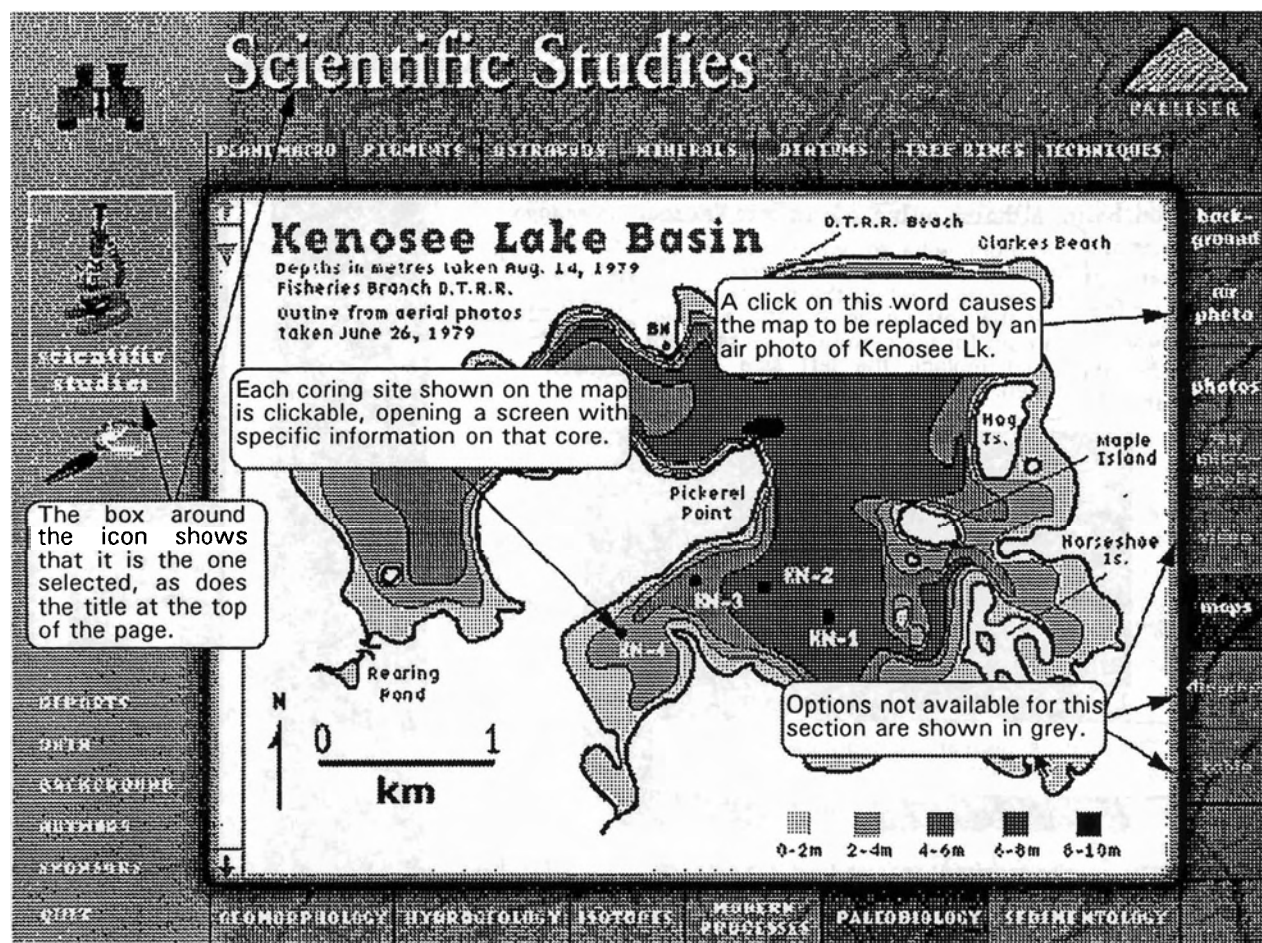 Scientific Studies
PALLISER
PLANT MACRO PIGMENTS OSTRACODS MINERALS DIATOMS TREE RINGS TECHNIQUES
scientific
studies
REPORTS
DATA
BACKGROUND
AUTHORS
SPONSORS
QUIT
Kenosee Lake Basin
Depths in metres taken Aug. 14, 1979
Fisheries Branch D.T.R.R.
Outline from aerial photos
taken June 26, 1979
D.T.R.R. Beach
Clarkes Beach
BM
A click on this word causes
the map to be replaced by an
air photo of Kenosee Lk.
Each coring site shown on the map
is clickable, opening a screen with
specific information on that core.
The box around
the icon shows
that it is the one
selected, as does
the title at the top
of the page.
Hog
Is.
Maple
Island
Pickerel
Point
Horseshoe
Is.
KN-2
KN-3
KN-1
KN-4
Rearing
Pond
Options not available for this
section are shown in grey.
N
0 1
km
0-2m 2-4m 4-6m 6-8m 8-10m
back-
ground
air
photo
photos
maps
GEOMORPHOLOGY HYDROGEOLOGY ISOTOPES MODERN PROCESSES PALEOBIOLOGY SEDIMENTOLOGY